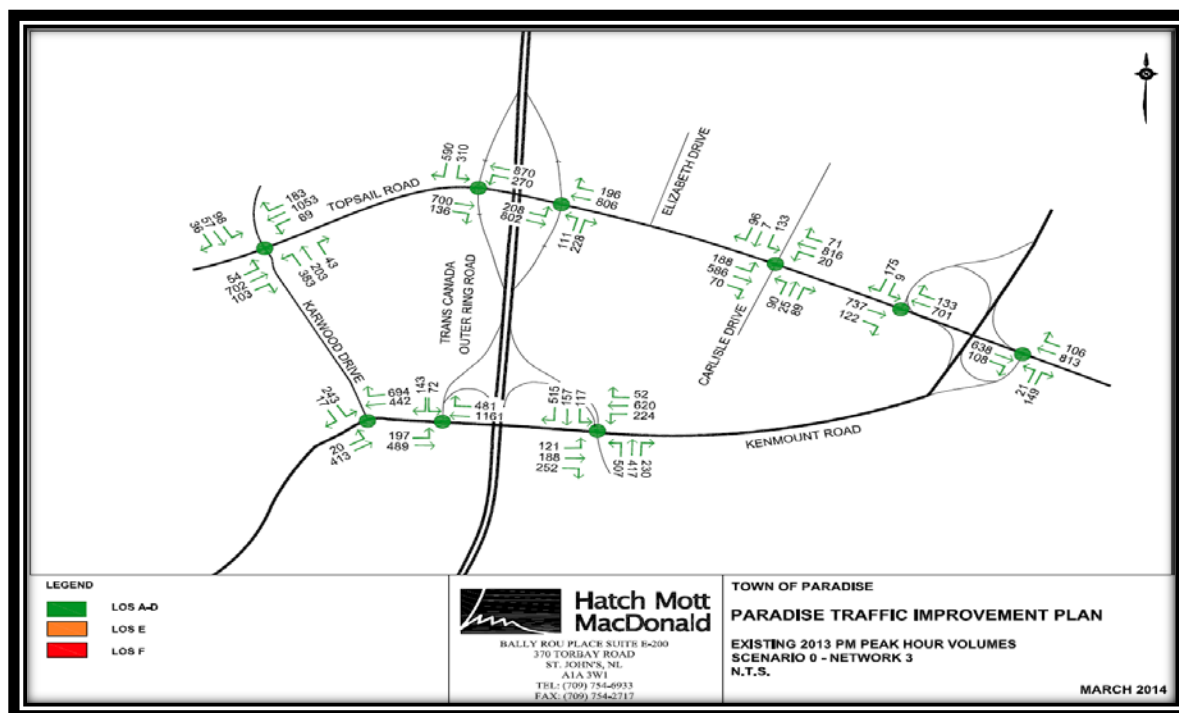 ELIZABETH DRIVE
590
310
870
270
196
806
TOPSAIL ROAD
183
1053
69
98
57
36
700
136
208
802
111
228
96
7
133
71
816
20
188
586
70
90
25
89
175
9
133
701
737
122
203
43
383
702
103
TRANS CANADA
OUTER RING ROAD
CARLISLE DRIVE
638
108
106
813
21
149
KARWOOD DRIVE
243
17
694
442
143
72
481
1161
515
157
117
52
620
224
KENMOUNT ROAD
20
413
197
489
121
188
252
507
417
230
LEGEND
LOS A-D
LOS E
LOS F
Hatch Mott
MacDonald
BALLY ROU PLACE SUITE E-200
370 TORBAY ROAD
ST. JOHN'S, NL
A1A 3W1
TEL: (709) 754-6933
FAX: (709) 754-2717
TOWN OF PARADISE
PARADISE TRAFFIC IMPROVEMENT PLAN
EXISTING 2013 PM PEAK HOUR VOLUMES
SCENARIO 0 - NETWORK 3
N.T.S.
MARCH 2014